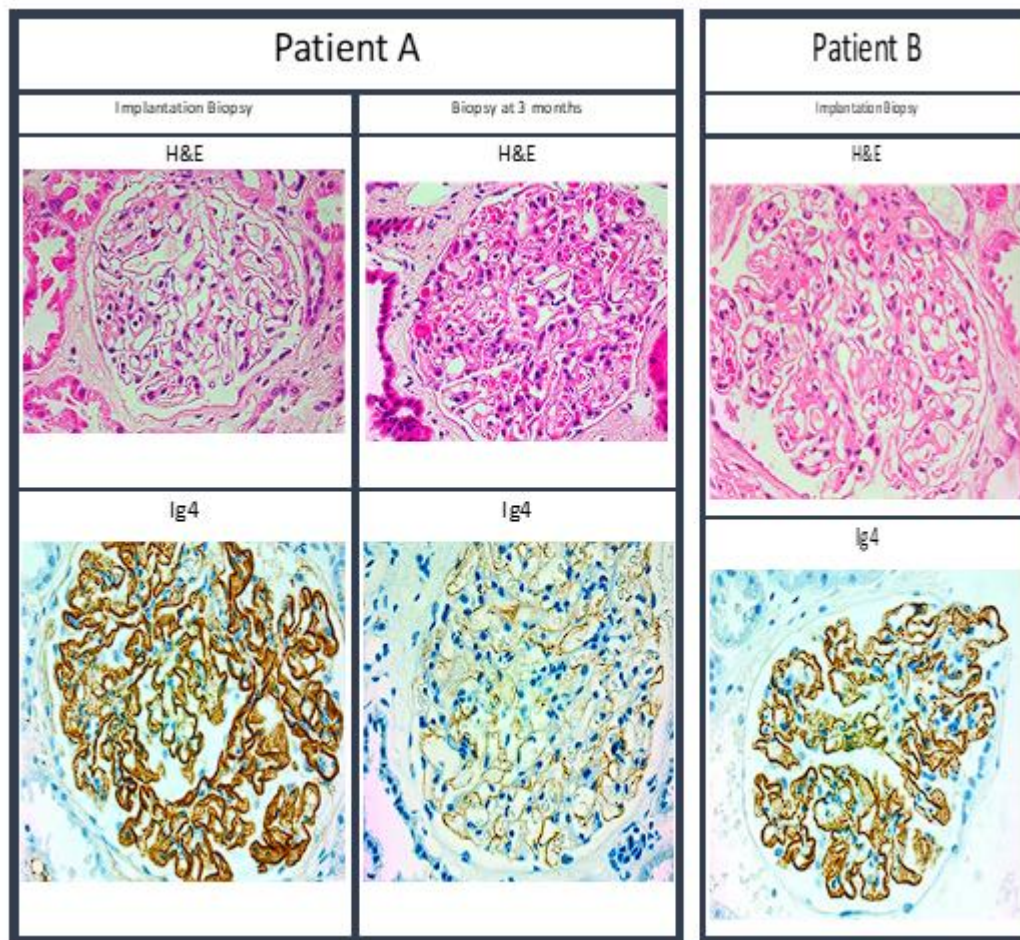 Patient A
Implantation Biopsy
Biopsy at 3 months
H&E
H&E
Ig4
Ig4
Patient B
Implantation Biopsy
H&E
Ig4